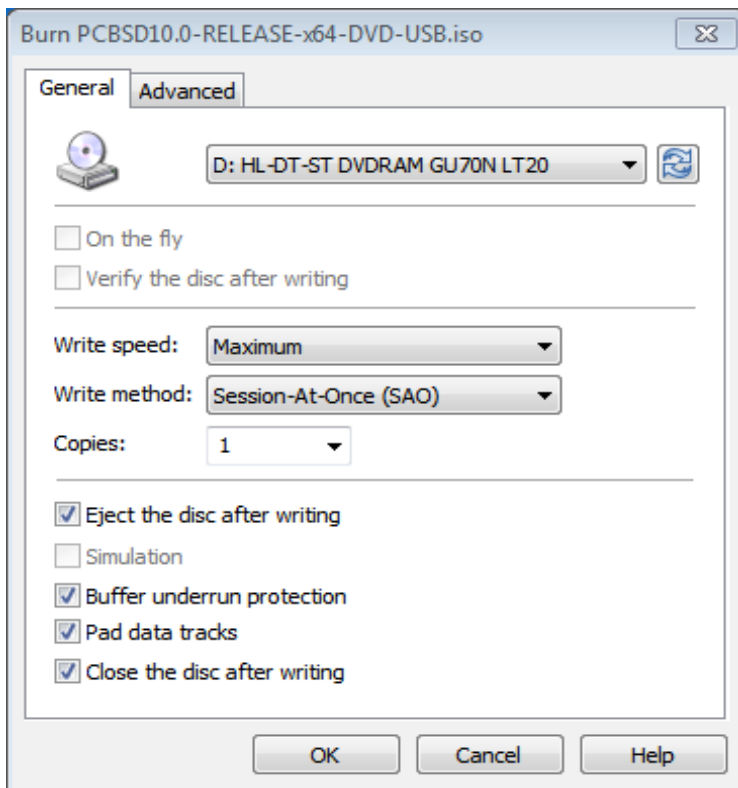 Burn PCBSD10.0-RELEASE-x64-DVD-USB.iso
General Advanced
D: HL-DT-ST DVDRAM GU70N LT20
On the fly
Verify the disc after writing
Write speed: Maximum
Write method: Session-At-Once (SAO)
Copies: 1
Eject the disc after writing
Simulation
Buffer underrun protection
Pad data tracks
Close the disc after writing
OK Cancel Help